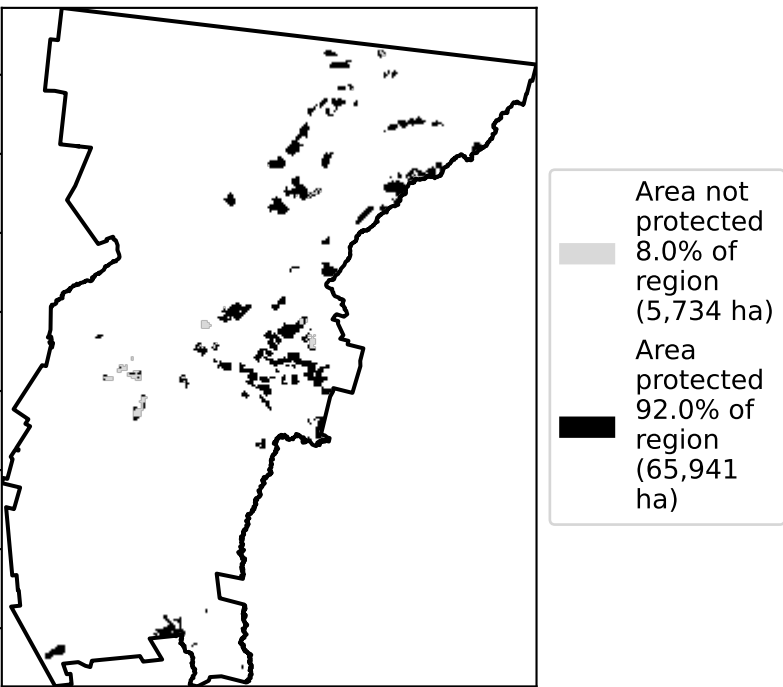 Area not
protected
8.0% of
region
(5,734 ha)
Area
protected
92.0% of
region
(65,941
ha)